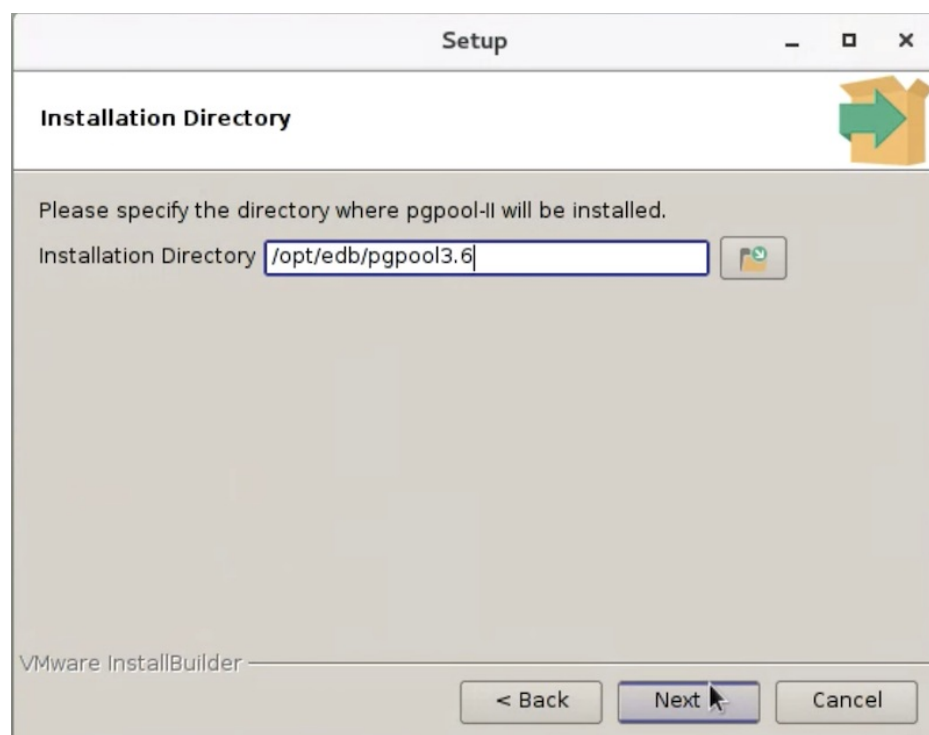 Setup
Installation Directory
Please specify the directory where pgpool-II will be installed.
Installation Directory /opt/edb/pgpool3.6
VMware InstallBuilder
< Back Next Cancel